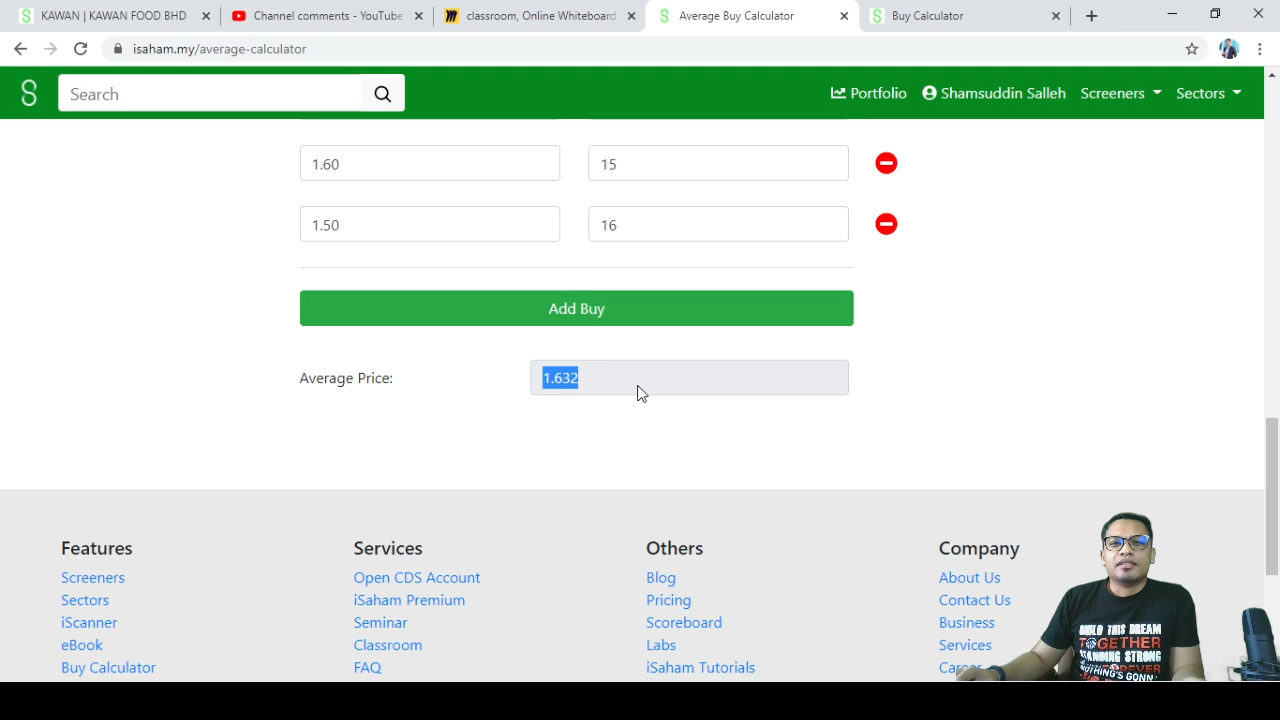 KAWAN | KAWAN FOOD BHD
Channel comments - YouTube
classroom, Online Whiteboard
Average Buy Calculator
Buy Calculator
isaham.my/average-calculator
Search
Portfolio
Shamsuddin Salleh
Screeners
Sectors
1.60
15
1.50
16
Add Buy
Average Price:
1.632
Features
Services
Others
Company
Screeners
Open CDS Account
Blog
About Us
Sectors
iSaham Premium
Pricing
Contact Us
iScanner
Seminar
Scoreboard
Business
eBook
Classroom
Labs
Services
Buy Calculator
FAQ
iSaham Tutorials
BUILD THIS DREAM
TOGETHER
STANDING STRONG
FOREVER